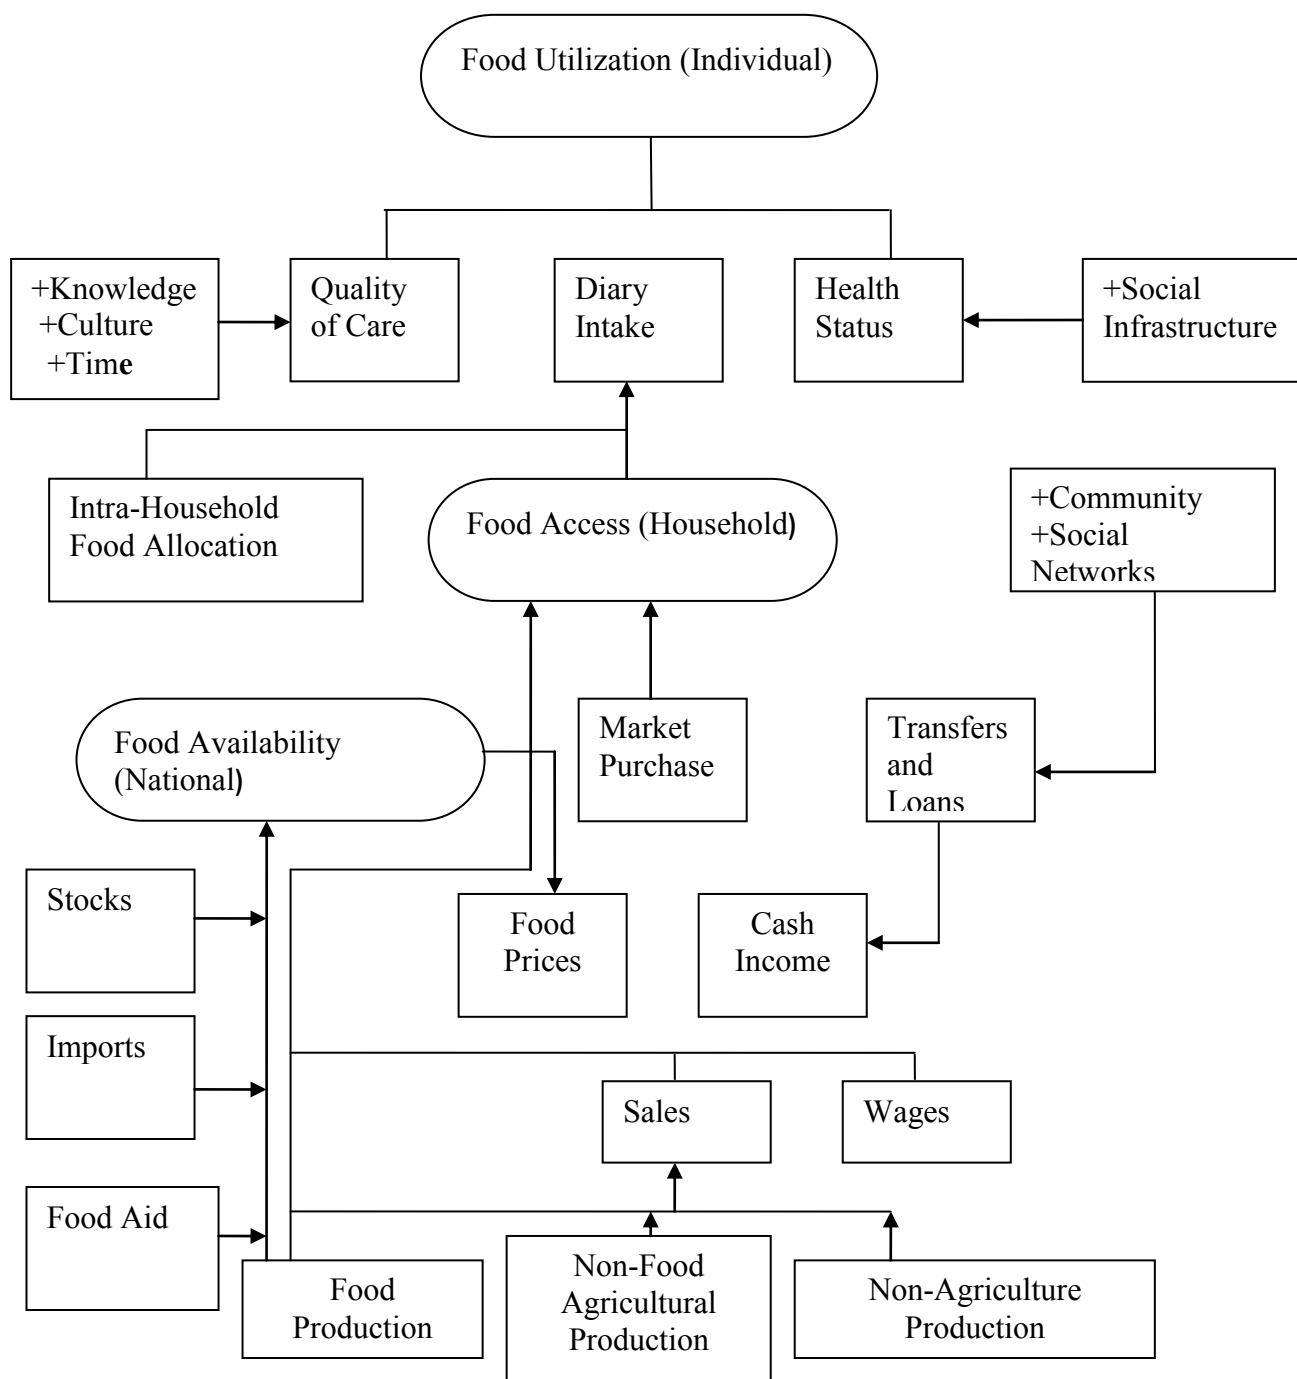 Food Utilization (Individual)
+Knowledge
+Culture
+Time
Quality
of Care
Diary
Intake
Health
Status
+Social
Infrastructure
Intra-Household
Food Allocation
Food Access (Household)
+Community
+Social
Networks
Food Availability
(National)
Market
Purchase
Transfers
and
Loans
Stocks
Food
Prices
Cash
Income
Imports
Sales
Wages
Food Aid
Food
Production
Non-Food
Agricultural
Production
Non-Agriculture
Production